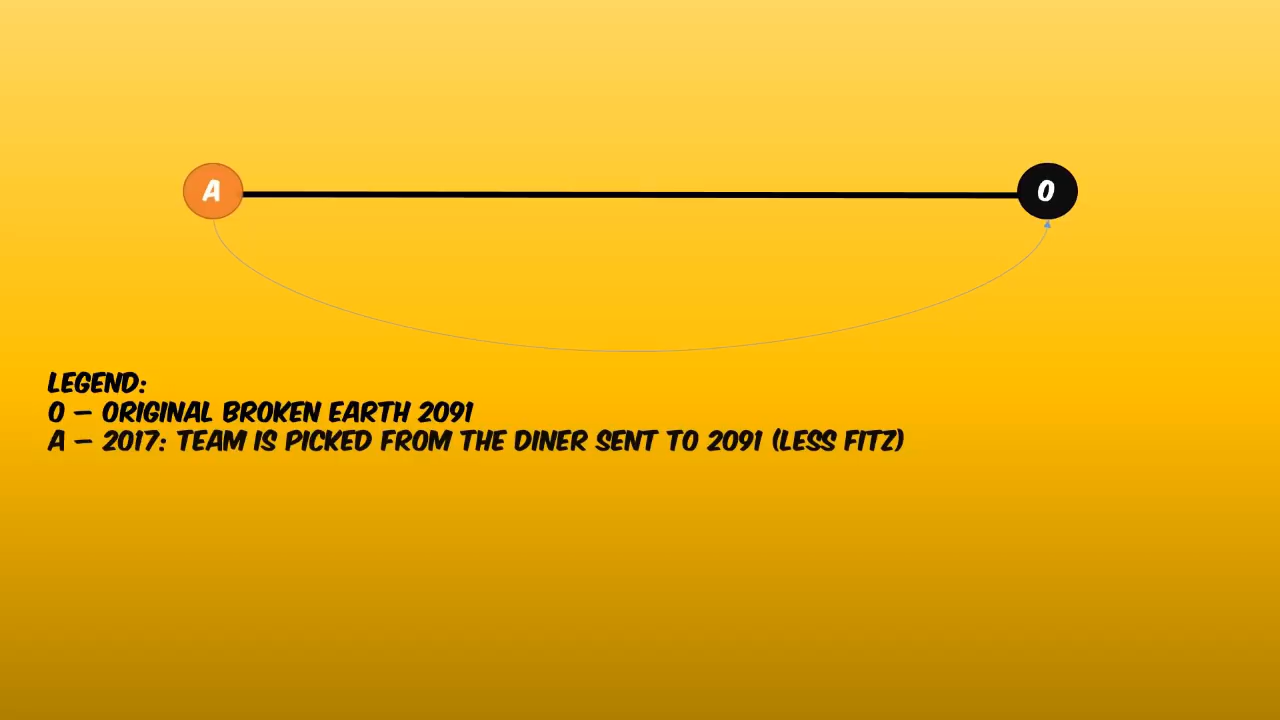 A
O
LEGEND:
O – ORIGINAL BROKEN EARTH 2091
A – 2017: TEAM IS PICKED FROM THE DINER SENT TO 2091 (LESS FITZ)